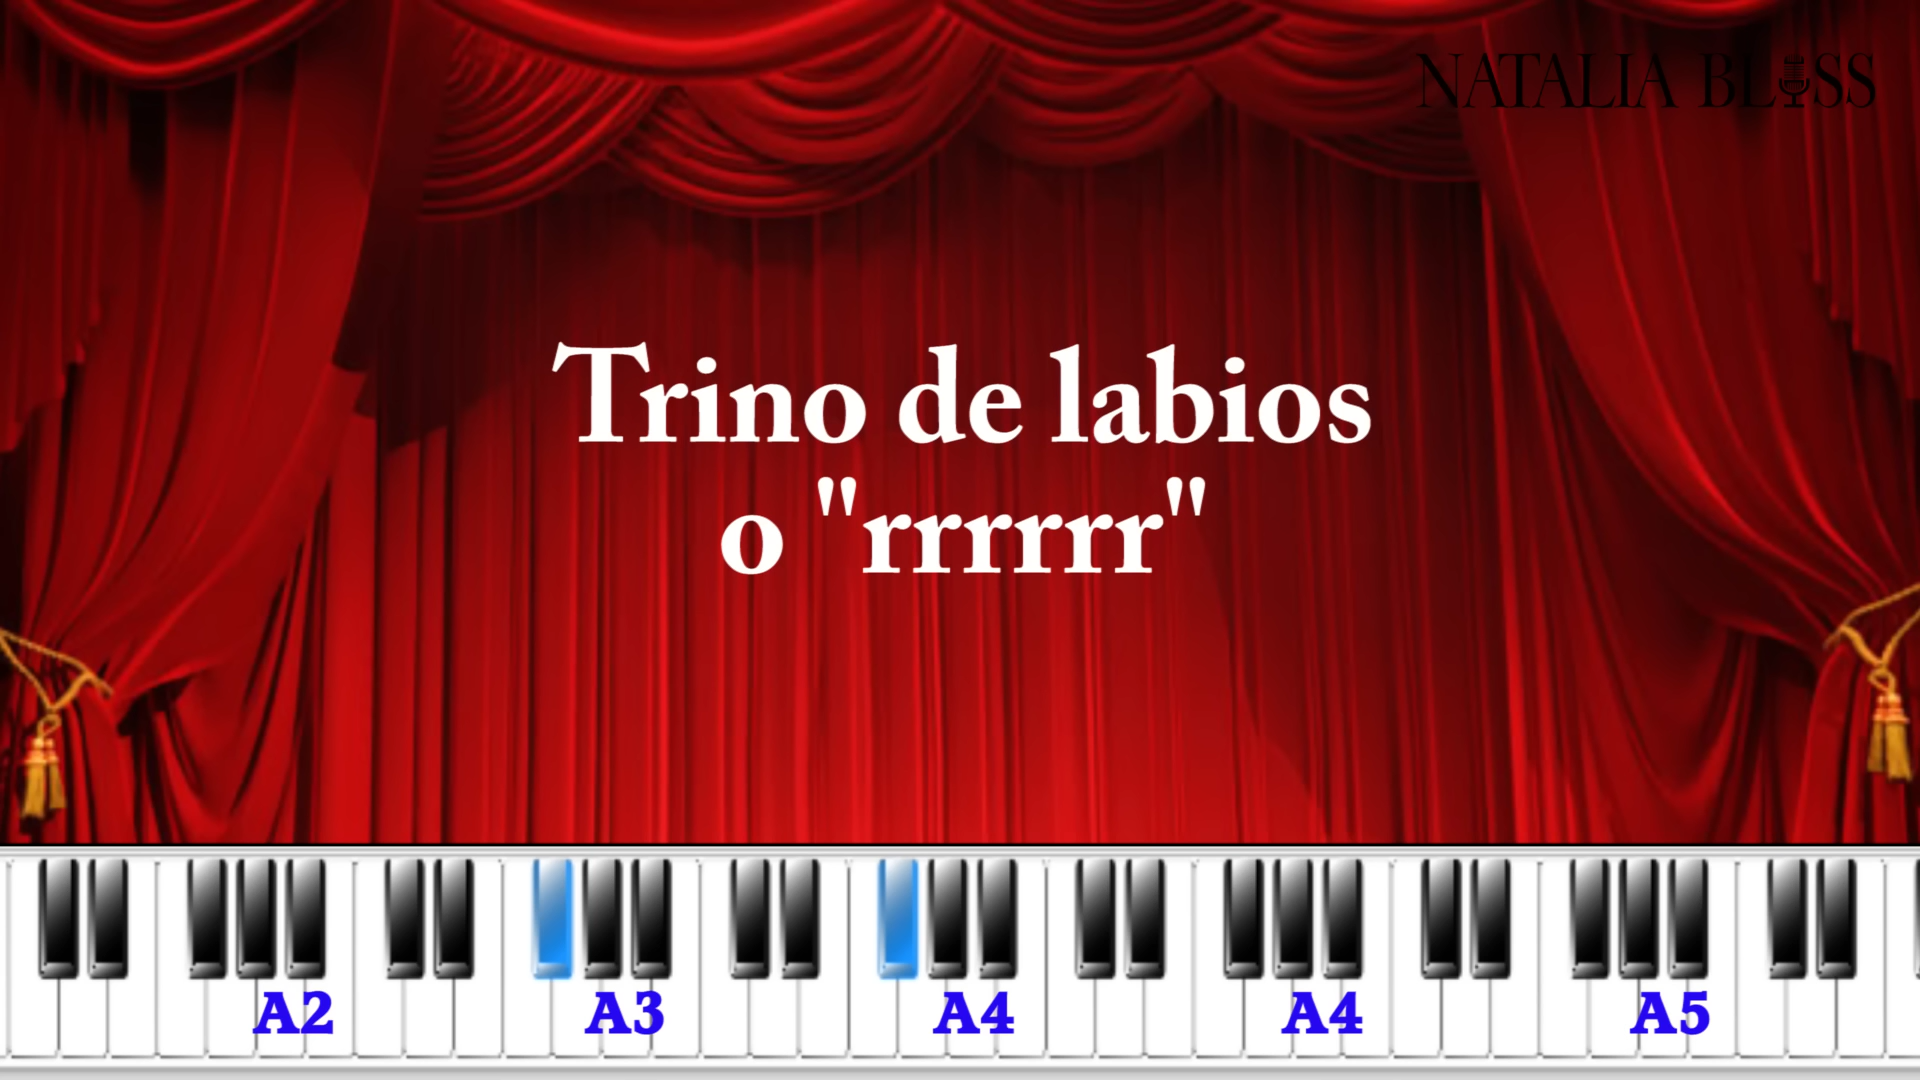 NATALIA BLISS
Trino de labios
o "rrrrrr"
A2 A3 A4 A4 A5